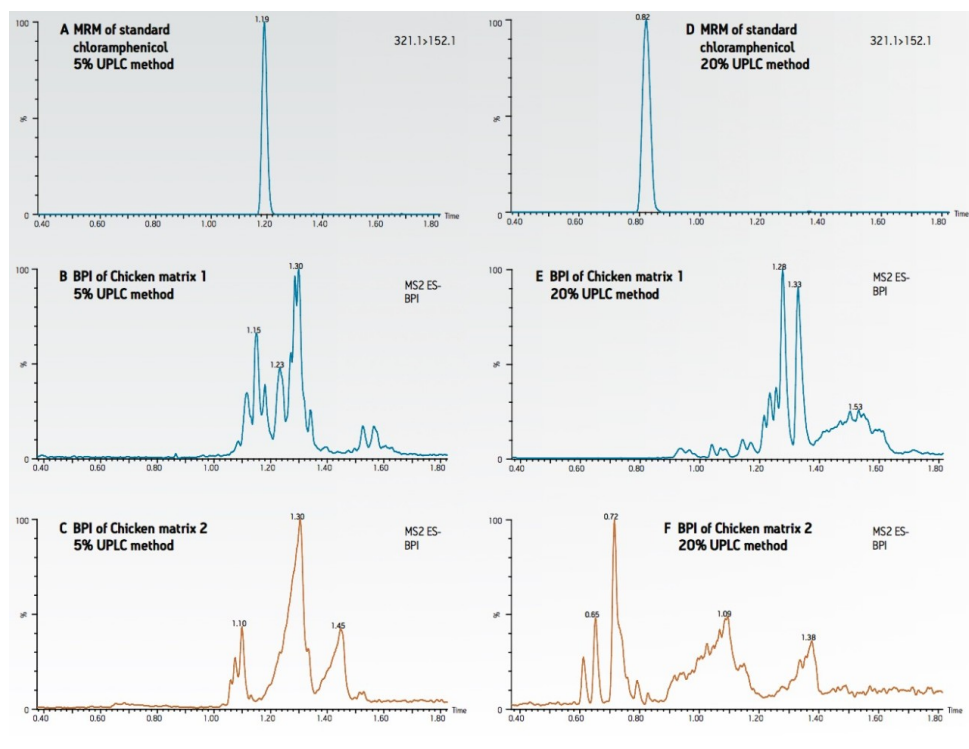 A MRM of standard
chloramphenicol
5% UPLC method
321.1>152.1
1.19
100
%
0
0.40 0.60 0.80 1.00 1.20 1.40 1.60 1.80 Time
D MRM of standard
chloramphenicol
20% UPLC method
321.1>152.1
0.82
100
%
0
0.40 0.60 0.80 1.00 1.20 1.40 1.60 1.80 Time
B BPI of Chicken matrix 1
5% UPLC method
MS2 ES-
BPI
1.30
1.15
1.23
100
%
0
0.40 0.60 0.80 1.00 1.20 1.40 1.60 1.80
E BPI of Chicken matrix 1
20% UPLC method
MS2 ES-
BPI
1.28
1.33
1.53
100
%
0
0.40 0.60 0.80 1.00 1.20 1.40 1.60 1.80
C BPI of Chicken matrix 2
5% UPLC method
MS2 ES-
BPI
1.30
1.10
1.45
100
%
0
0.40 0.60 0.80 1.00 1.20 1.40 1.60 1.80 Time
F BPI of Chicken matrix 2
20% UPLC method
MS2 ES-
BPI
0.72
0.65
1.09
1.38
100
%
0
0.40 0.60 0.80 1.00 1.20 1.40 1.60 1.80 Time